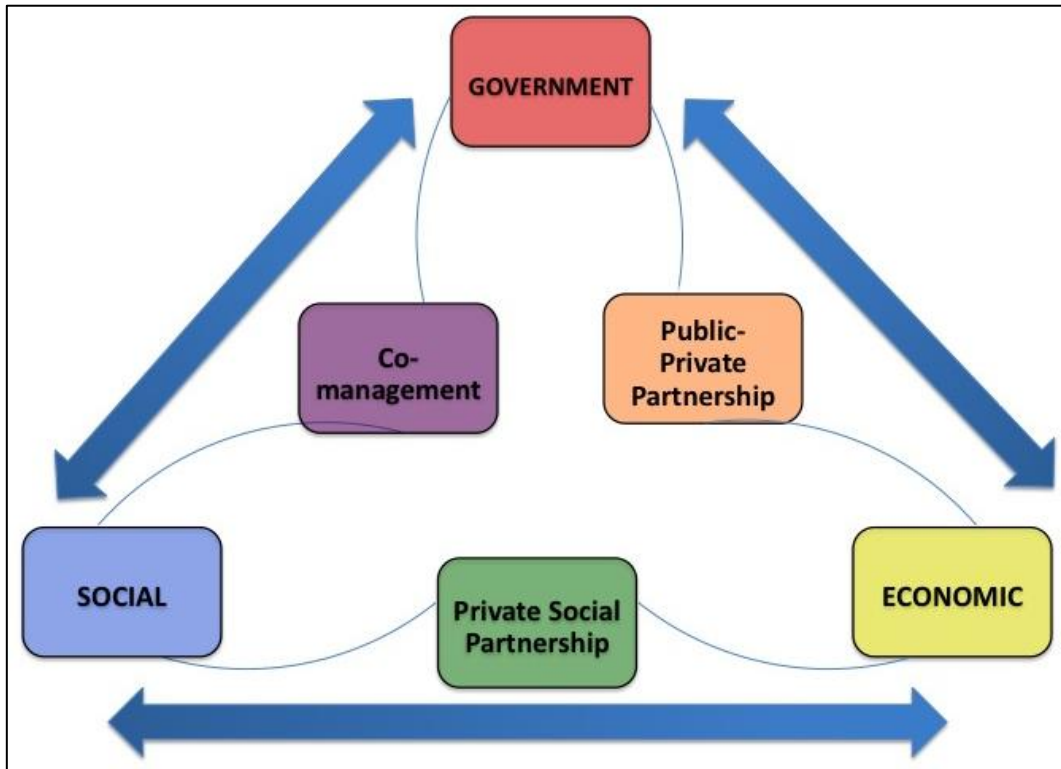 GOVERNMENT
Co-
management
Public-
Private
Partnership
SOCIAL
Private Social
Partnership
ECONOMIC